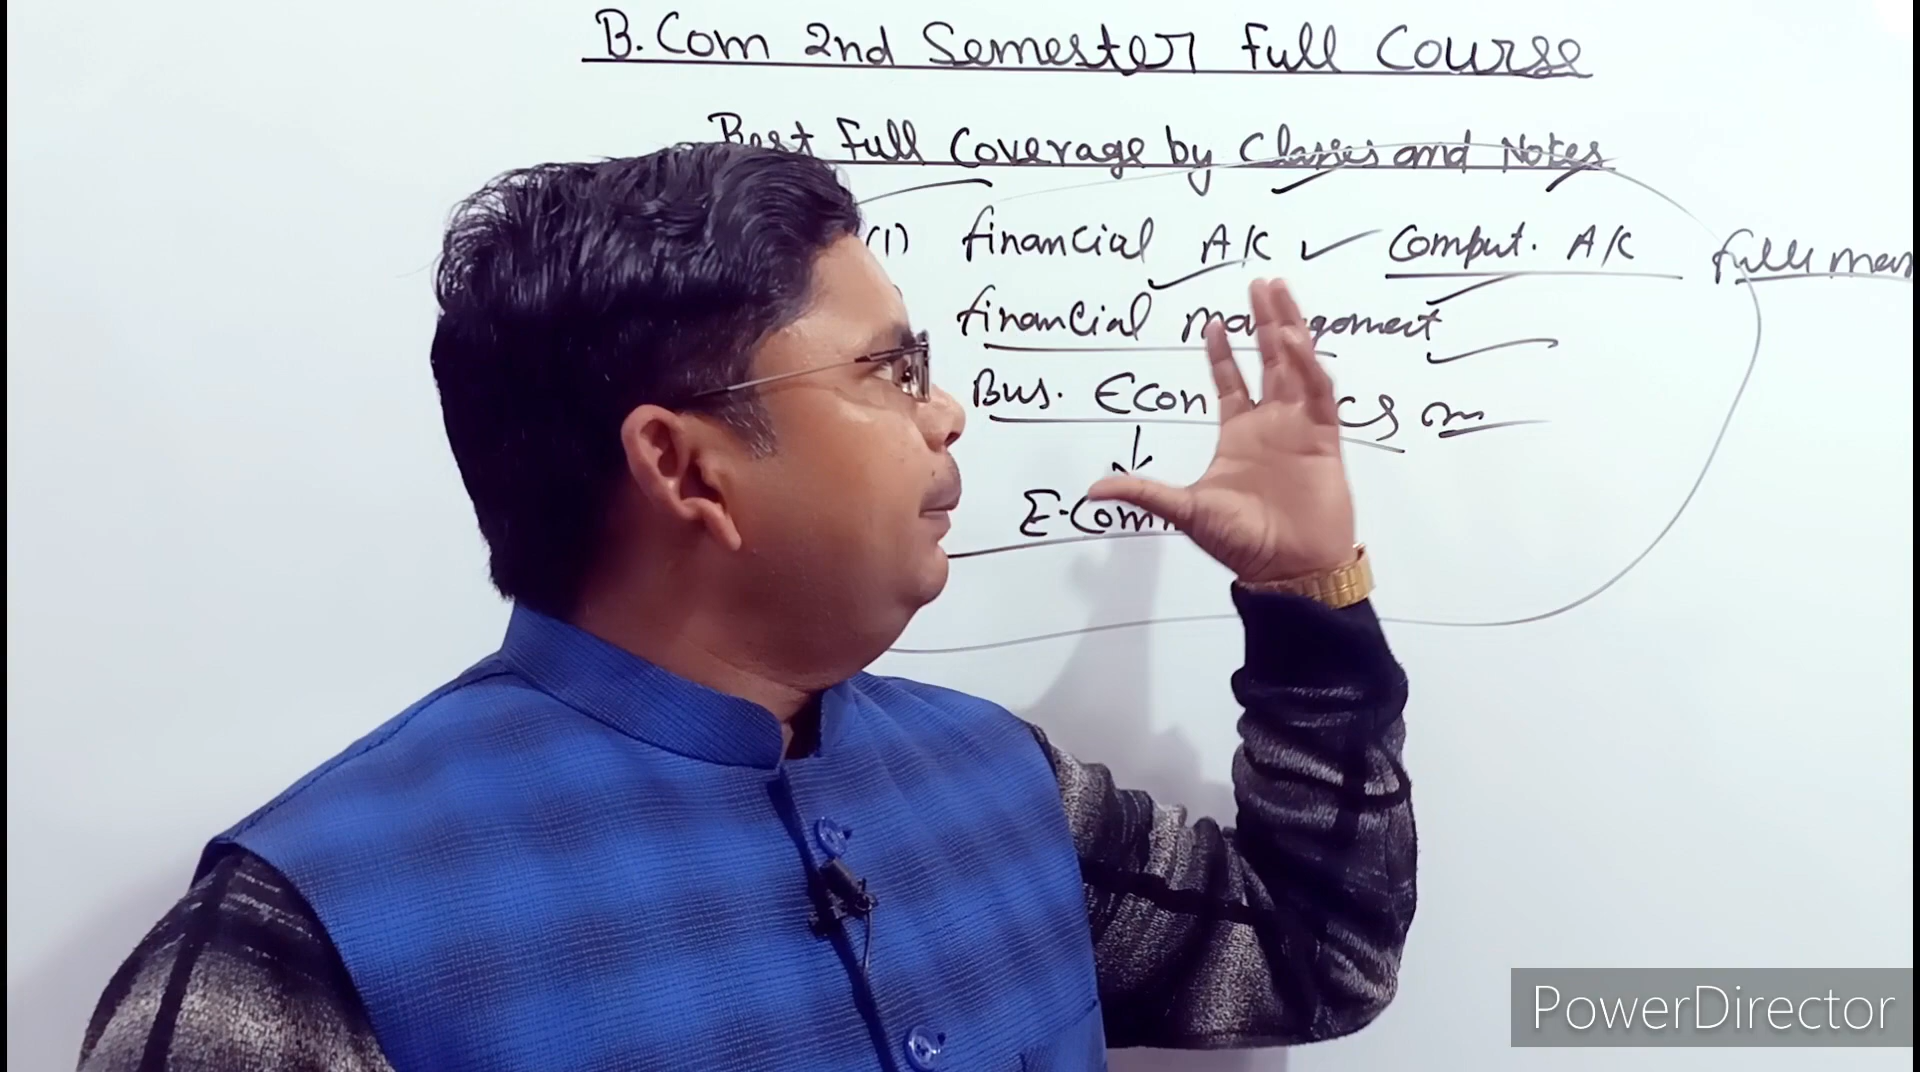 B.Com 2nd Semester Full Course
Best Full Coverage by Classes and Notes
(1) financial A/c Comput. A/c full
financial management
Bus. Economics
E-Comm
PowerDirector